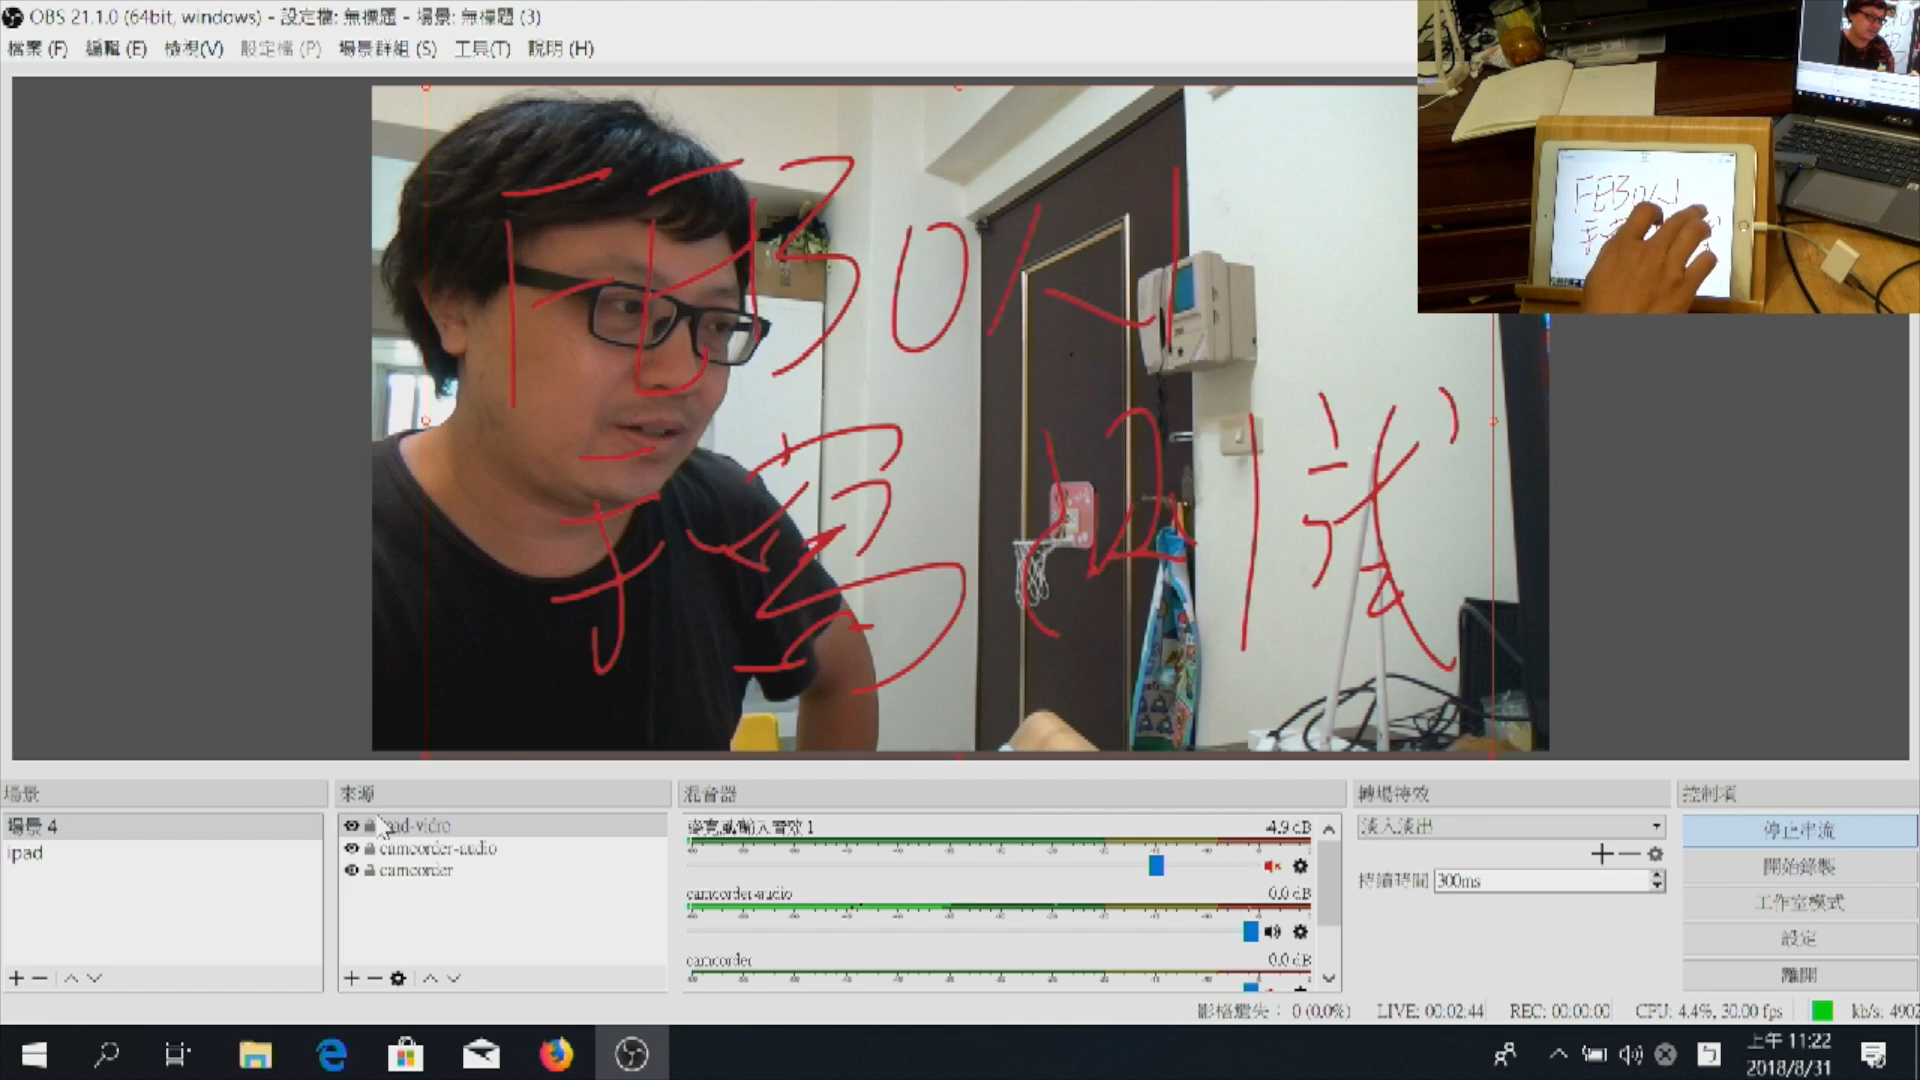 OBS 21.1.0 (64bit, windows) - 設定檔: 無標題 - 場景: 無標題 (3)
檔案 (F) 編輯 (E) 檢視(V) 設定檔 (P) 場景群組 (S) 工具(T) 說明 (H)
手寫測試
場景
場景 4
ipad
來源
camcorder-audio
camcorder
混音器
麥克風/輸入音效 1 -4.9 dB
camcorder-audio 0.0 dB
camcorder 0.0 dB
轉場特效
淡入淡出
持續時間 300ms
控制項
停止串流
開始錄製
工作室模式
設定
離開
影格遺失： 0 (0.0%) LIVE: 00:02:44 REC: 00:00:00 CPU: 4.4%, 30.00 fps kb/s: 4902
上午 11:22
2018/8/31